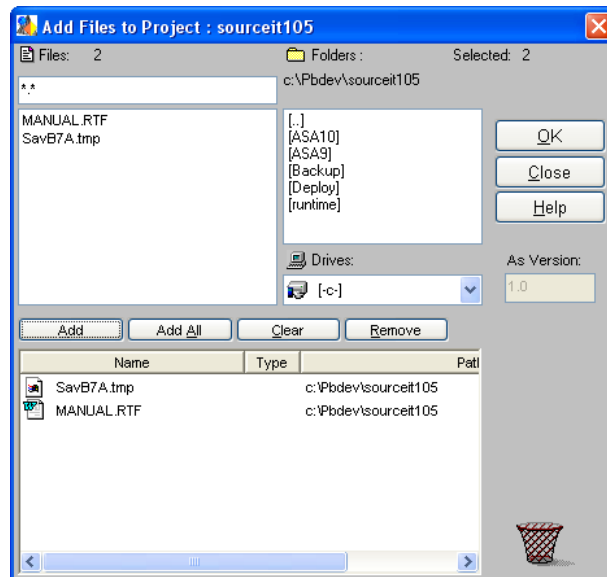 Add Files to Project : sourceit105
Files: 2
Folders :
Selected: 2
*.*
c:\Pbdev\sourceit105
MANUAL.RTF
SavB7A.tmp
[..]
[ASA10]
[ASA9]
[Backup]
[Deploy]
[runtime]
OK
Close
Help
Drives:
[-c-]
As Version:
1.0
Add
Add All
Clear
Remove
Name
Type
Path
SavB7A.tmp
c:\Pbdev\sourceit105
MANUAL.RTF
c:\Pbdev\sourceit105